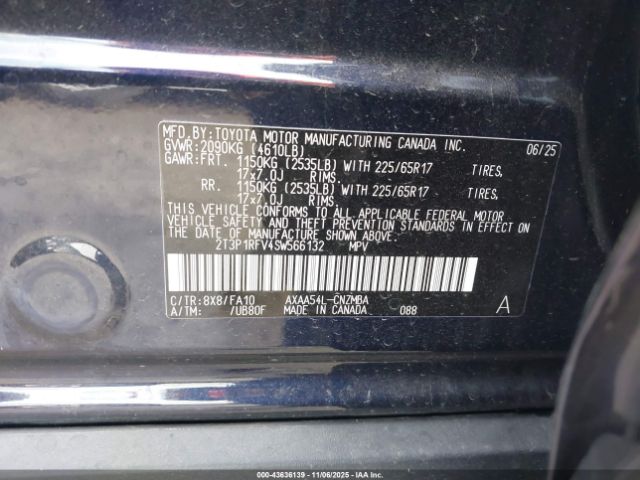 MFD. BY: TOYOTA MOTOR MANUFACTURING CANADA INC.
GVWR: 2090KG (4610LB) 06/25
GAWR: FRT. 1150KG (2535LB) WITH 225/65R17 TIRES,
17x7.0J RIMS.
RR. 1150KG (2535LB) WITH 225/65R17 TIRES,
17x7.0J RIMS.
THIS VEHICLE CONFORMS TO ALL APPLICABLE FEDERAL MOTOR
VEHICLE SAFETY AND THEFT PREVENTION STANDARDS IN EFFECT ON
THE DATE OF MANUFACTURE SHOWN ABOVE.
2T3P1RFV4SW566132 MPV
C/TR: 8X8/FA10 AXAA54L-CNZMBA A
A/TM: /UB80F MADE IN CANADA 088
000-43636139 - 11/06/2025 - IAAI.COM